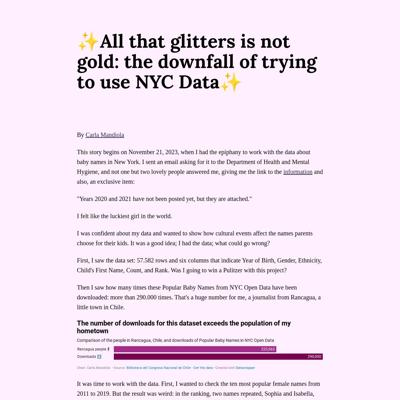 ✨All that glitters is not
gold: the downfall of trying
to use NYC Data✨
By Carla Mandiola
This story begins on November 21, 2023, when I had the epiphany to work with the data about
baby names in New York. I sent an email asking for it to the Department of Health and Mental
Hygiene, and not one but two lovely people answered me, giving me the link to the information and
also, an exclusive item:
"Years 2020 and 2021 have not been posted yet, but they are attached."
I felt like the luckiest girl in the world.
I was confident about my data and wanted to show how cultural events affect the names parents
choose for their kids. It was a good idea; I had the data; what could go wrong?
First, I saw the data set: 57.582 rows and six columns that indicate Year of Birth, Gender, Ethnicity,
Child's First Name, Count, and Rank. Was I going to win a Pulitzer with this project?
Then I saw how many times these Popular Baby Names from NYC Open Data have been
downloaded: more than 290.000 times. That's a huge number for me, a journalist from Rancagua, a
little town in Chile.
The number of downloads for this dataset exceeds the population of my
hometown
Comparison of the people in Rancagua, Chile, and downloads of Popular Baby Names from NYC Open Data
Rancagua people
Downloads
290,000
Chart: Carla Mandiola · Source: Biblioteca del Congreso Nacional de Chile · Get the data · Created with Datawrapper
It was time to work with the data. First, I wanted to check the ten most popular female names from
2011 to 2019. But the result was weird: in the ranking, two names repeated, Sophia and Isabella,